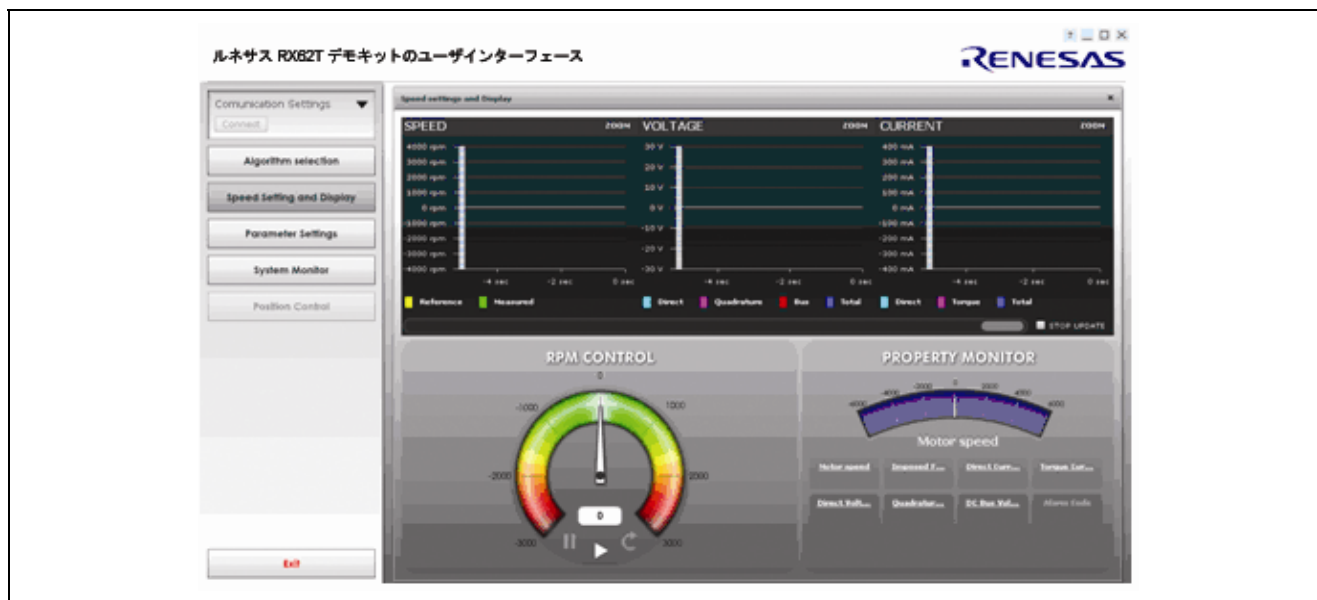 ルネサス RX62T デモキットのユーザインターフェース
RENESAS
Comunication Settings
Connect
Algorithm selection
Speed Setting and Display
Parameter Settings
System Monitor
Position Control
Exit
Speed settings and Display
SPEED ZOOM
4000 rpm
3000 rpm
2000 rpm
1000 rpm
0 rpm
-1000 rpm
-2000 rpm
-3000 rpm
-4000 rpm
-4 sec -2 sec 0 sec
Reference Measured
VOLTAGE ZOOM
30 V
20 V
10 V
0 V
-10 V
-20 V
-30 V
-4 sec -2 sec 0 sec
Direct Quadrature Bus Total
CURRENT ZOOM
400 mA
300 mA
200 mA
100 mA
0 mA
-100 mA
-200 mA
-300 mA
-400 mA
-4 sec -2 sec 0 sec
Direct Torque Total
STOP UPDATE
RPM CONTROL
0
-1000 1000
-2000 2000
-3000 3000
0
PROPERTY MONITOR
-6000 -4000 -2000 0 2000 4000 6000
Motor speed
Motor speed Imposed F... Direct Curr... Torque Cur...
Direct Volt... Quadratur... DC Bus Vol... Alarm Code